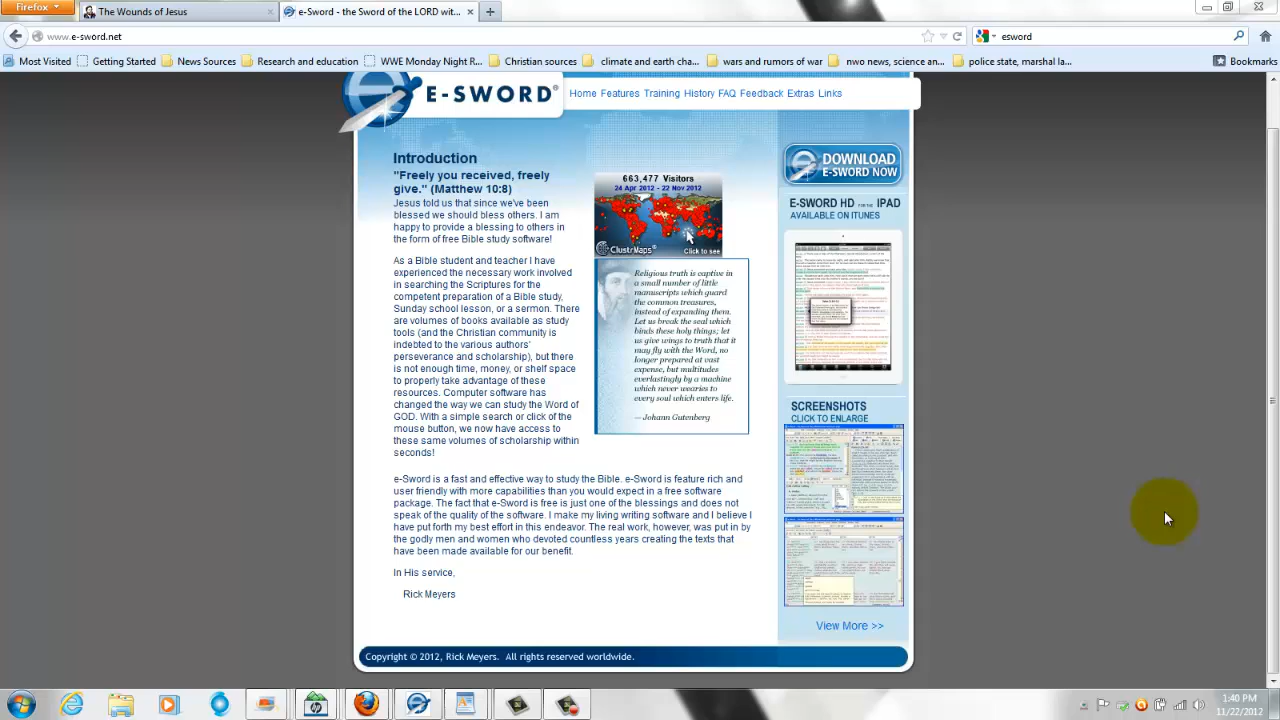 Firefox
The Wounds of Jesus
e-Sword - the Sword of the LORD wit...
www.e-sword.net
esword
Most Visited
Getting Started
News Sources
Research and education
WWE Monday Night R...
Christian sources
climate and earth cha...
wars and rumors of war
nwo news, science an...
police state, marshal la...
Bookmarks
E-SWORD®
Home Features Training History FAQ Feedback Extras Links
Introduction
"Freely you received, freely
give." (Matthew 10:8)
Jesus told us that since we've been
blessed we should bless others. I am
happy to provide a blessing to others in
the form of free Bible study software!
As a Bible student and teacher I have
experienced the necessary work load of
researching the Scriptures for the
competent preparation of a Bible study,
Sunday School lesson, or a sermon. There
are volumes of books available as study
tools (and the Christian community is
indebted to the various authors'
perseverance and scholarship), but there
is not enough time, money, or shelf space
to properly take advantage of these
resources. Computer software has
changed the way we can study the Word of
GOD. With a simple search or click of the
mouse button, we now have access to
these same volumes of scholarship in
seconds!
e-Sword is a fast and effective way to study the Bible. e-Sword is feature rich and
user friendly with more capabilities than you would expect in a free software
package. The fact that e-Sword is free is just one of the blessings and does not
speak of the quality of the software. I make my living writing software and I believe I
have put forth my best effort in this endeavor. The real work, however, was put in by
the men and women who devoted countless years creating the texts that
have been made available for our benefit.
In His service,
Rick Meyers
663,477 Visitors
24 Apr 2012 - 22 Nov 2012
ClustrMaps
Click to see
Religious truth is captive in
a small number of little
manuscripts which guard
the common treasures,
instead of expanding them.
Let us break the seal which
binds these holy things; let
us give wings to truth that it
may fly with the Word, no
longer prepared at vast
expense, but multitudes
everlastingly by a machine
which never wearies to
every soul which enters life.
— Johann Gutenberg
DOWNLOAD
E-SWORD NOW
E-SWORD HD FOR THE IPAD
AVAILABLE ON ITUNES
SCREENSHOTS
CLICK TO ENLARGE
View More >>
Copyright © 2012, Rick Meyers. All rights reserved worldwide.
1:40 PM
11/22/2012